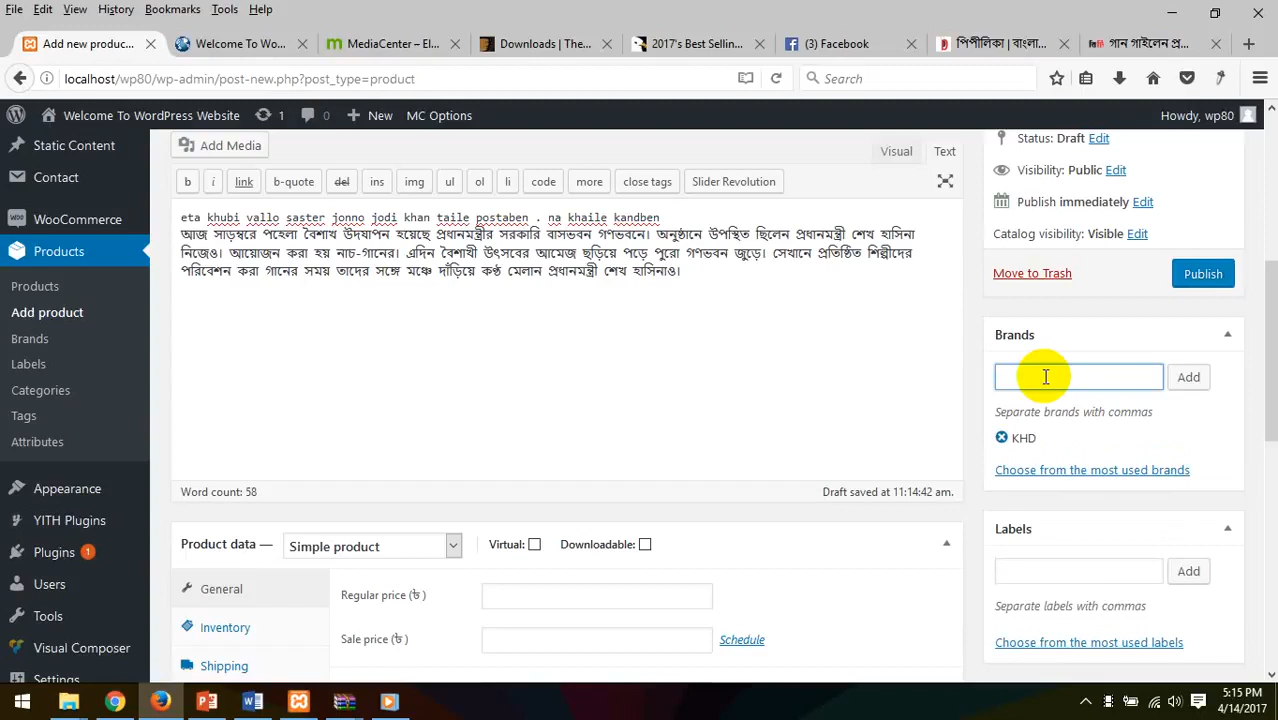 File Edit View History Bookmarks Tools Help
Add new produc... Welcome To Wo... MediaCenter – El... Downloads | The... 2017's Best Selling... (3) Facebook পিপীলিকা | বাংলা... গান গাইলেন প্র...
localhost/wp80/wp-admin/post-new.php?post_type=product Search
Welcome To WordPress Website 1 0 New MC Options Howdy, wp80
Static Content
Contact
WooCommerce
Products
Products
Add product
Brands
Labels
Categories
Tags
Attributes
Appearance
YITH Plugins
Plugins 1
Users
Tools
Visual Composer
Settings
Add Media Visual Text
b i link b-quote del ins img ul ol li code more close tags Slider Revolution
eta khubi vallo saster jonno jodi khan taile postaben . na khaile kandben
আজ সাড়ম্বরে পহেলা বৈশাখ উদযাপন হয়েছে প্রধানমন্ত্রীর সরকারি বাসভবন গণভবনে। অনুষ্ঠানে উপস্থিত ছিলেন প্রধানমন্ত্রী শেখ হাসিনা
নিজেও। আয়োজন করা হয় নাচ-গানের। এদিন বৈশাখী উৎসবের আমেজ ছড়িয়ে পড়ে পুরো গণভবন জুড়ে। সেখানে প্রতিষ্ঠিত শিল্পীদের
পরিবেশন করা গানের সময় তাদের সঙ্গে মঞ্চে দাঁড়িয়ে কণ্ঠ মেলান প্রধানমন্ত্রী শেখ হাসিনাও।
Word count: 58 Draft saved at 11:14:42 am.
Product data — Simple product Virtual: Downloadable:
General
Inventory
Shipping
Regular price (৳ )
Sale price (৳ ) Schedule
Status: Draft Edit
Visibility: Public Edit
Publish immediately Edit
Catalog visibility: Visible Edit
Move to Trash Publish
Brands
Add
Separate brands with commas
KHD
Choose from the most used brands
Labels
Add
Separate labels with commas
Choose from the most used labels
5:15 PM
4/14/2017